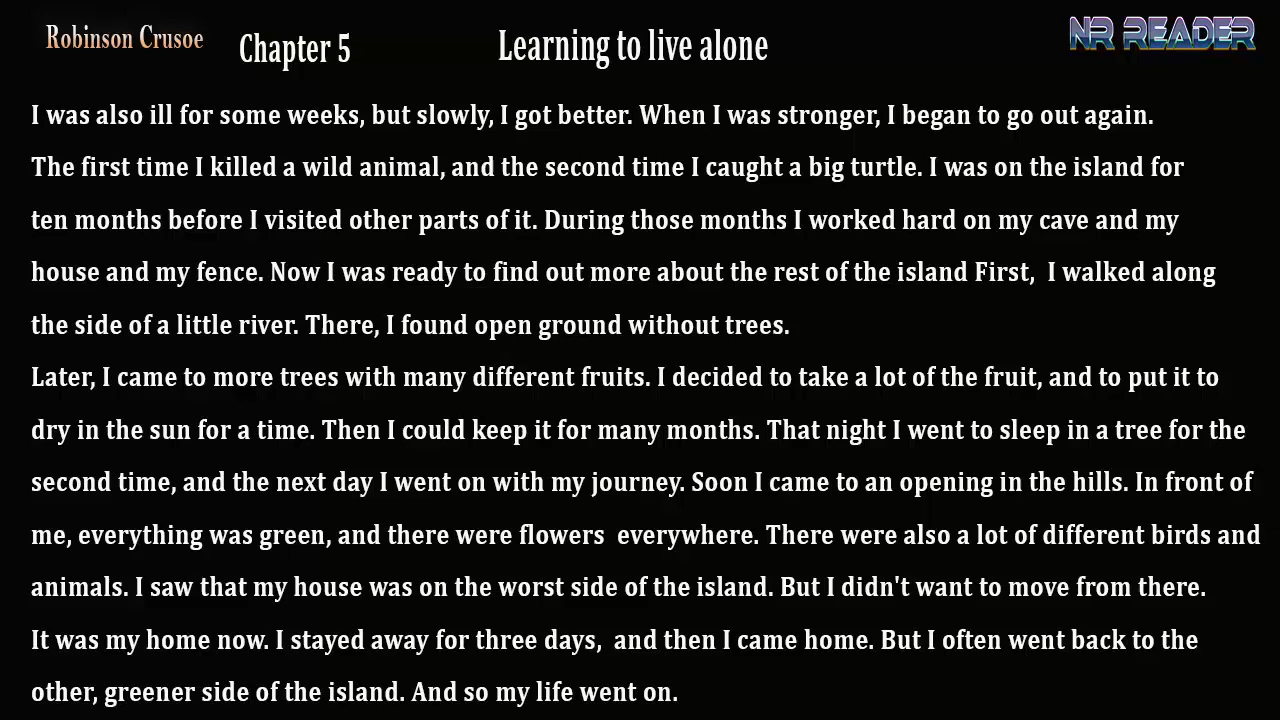 Robinson Crusoe Chapter 5 Learning to live alone NR READER
I was also ill for some weeks, but slowly, I got better. When I was stronger, I began to go out again.
The first time I killed a wild animal, and the second time I caught a big turtle. I was on the island for
ten months before I visited other parts of it. During those months I worked hard on my cave and my
house and my fence. Now I was ready to find out more about the rest of the island First,  I walked along
the side of a little river. There, I found open ground without trees.
Later, I came to more trees with many different fruits. I decided to take a lot of the fruit, and to put it to
dry in the sun for a time. Then I could keep it for many months. That night I went to sleep in a tree for the
second time, and the next day I went on with my journey. Soon I came to an opening in the hills. In front of
me, everything was green, and there were flowers  everywhere. There were also a lot of different birds and
animals. I saw that my house was on the worst side of the island. But I didn't want to move from there.
It was my home now. I stayed away for three days,  and then I came home. But I often went back to the
other, greener side of the island. And so my life went on.